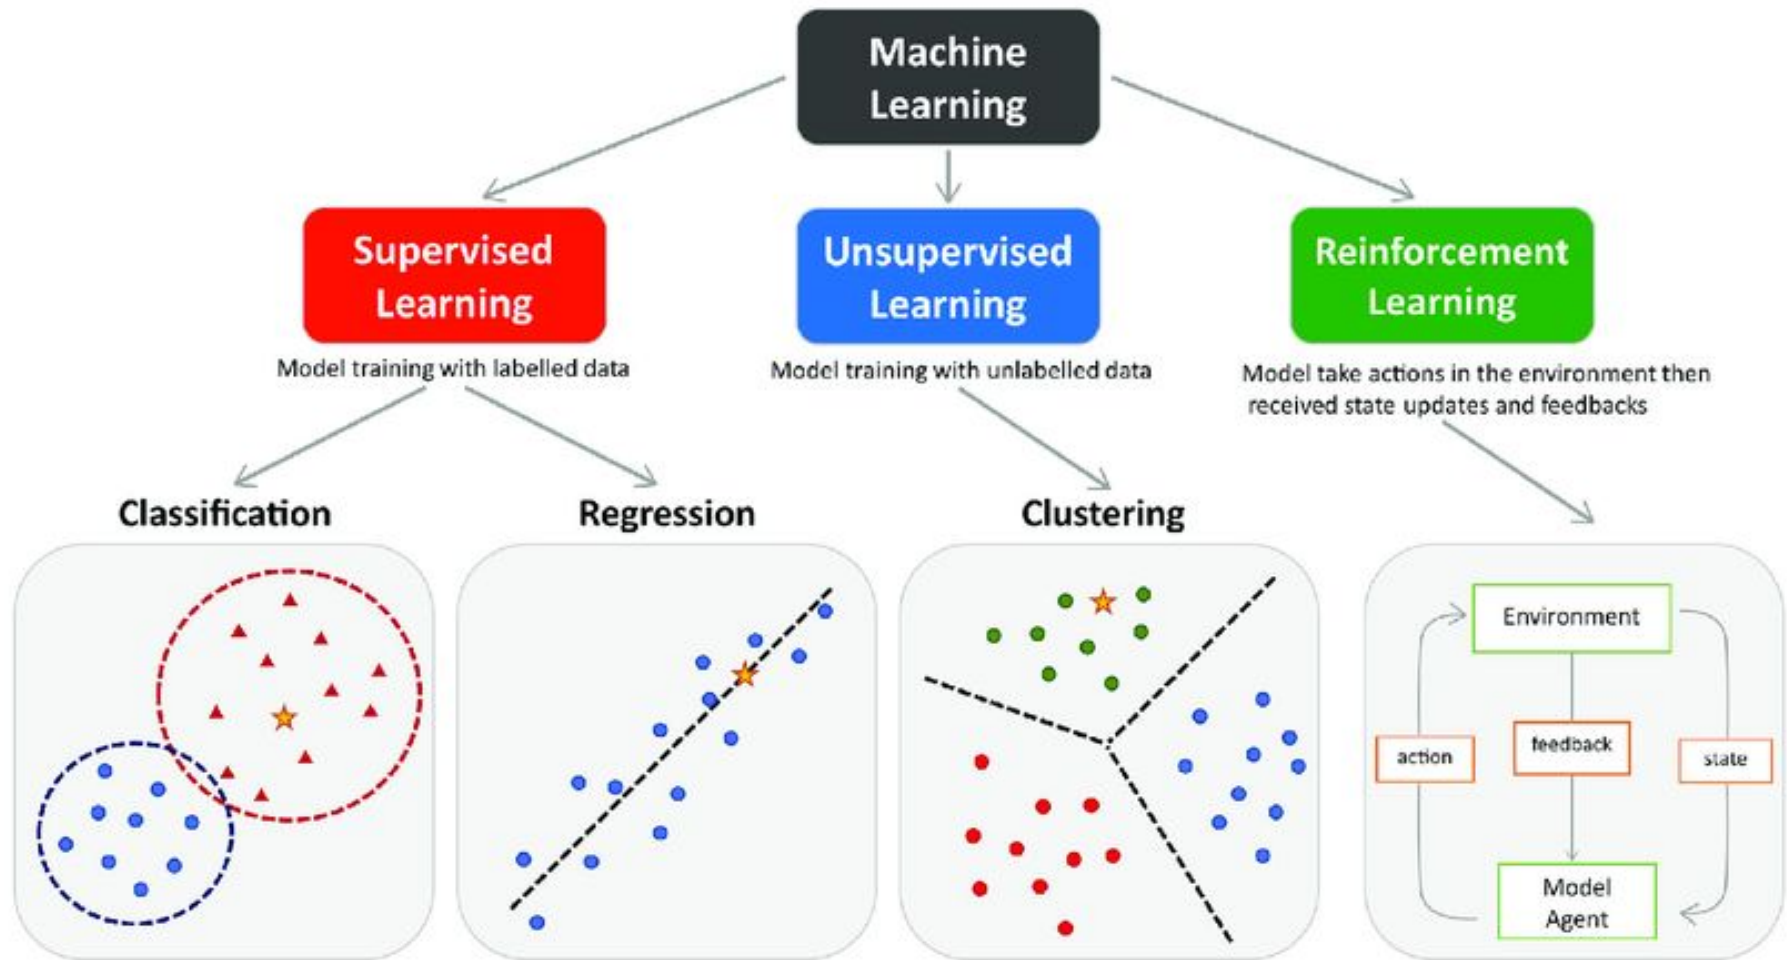 Machine
Learning
Supervised
Learning
Unsupervised
Learning
Reinforcement
Learning
Model training with labelled data
Model training with unlabelled data
Model take actions in the environment then
received state updates and feedbacks
Classification
Regression
Clustering
Environment
action
feedback
state
Model
Agent